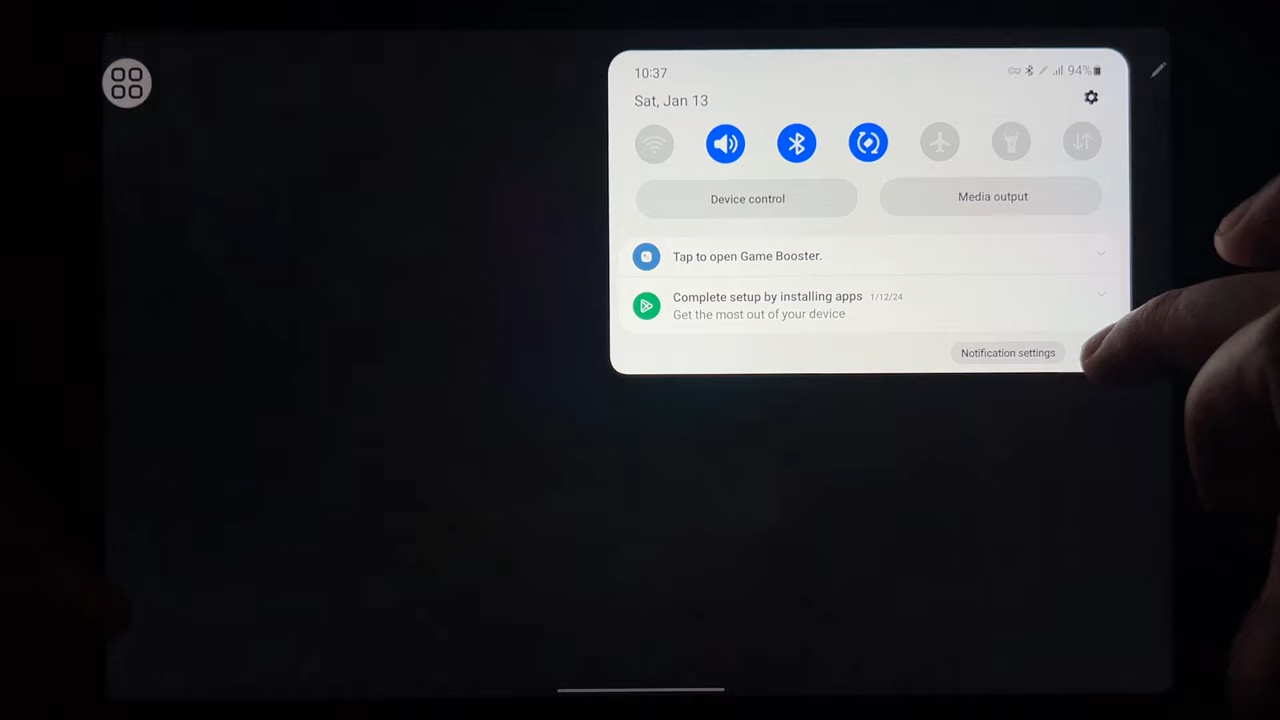 10:37
94%
Sat, Jan 13
Device control
Media output
Tap to open Game Booster.
Complete setup by installing apps 1/12/24
Get the most out of your device
Notification settings